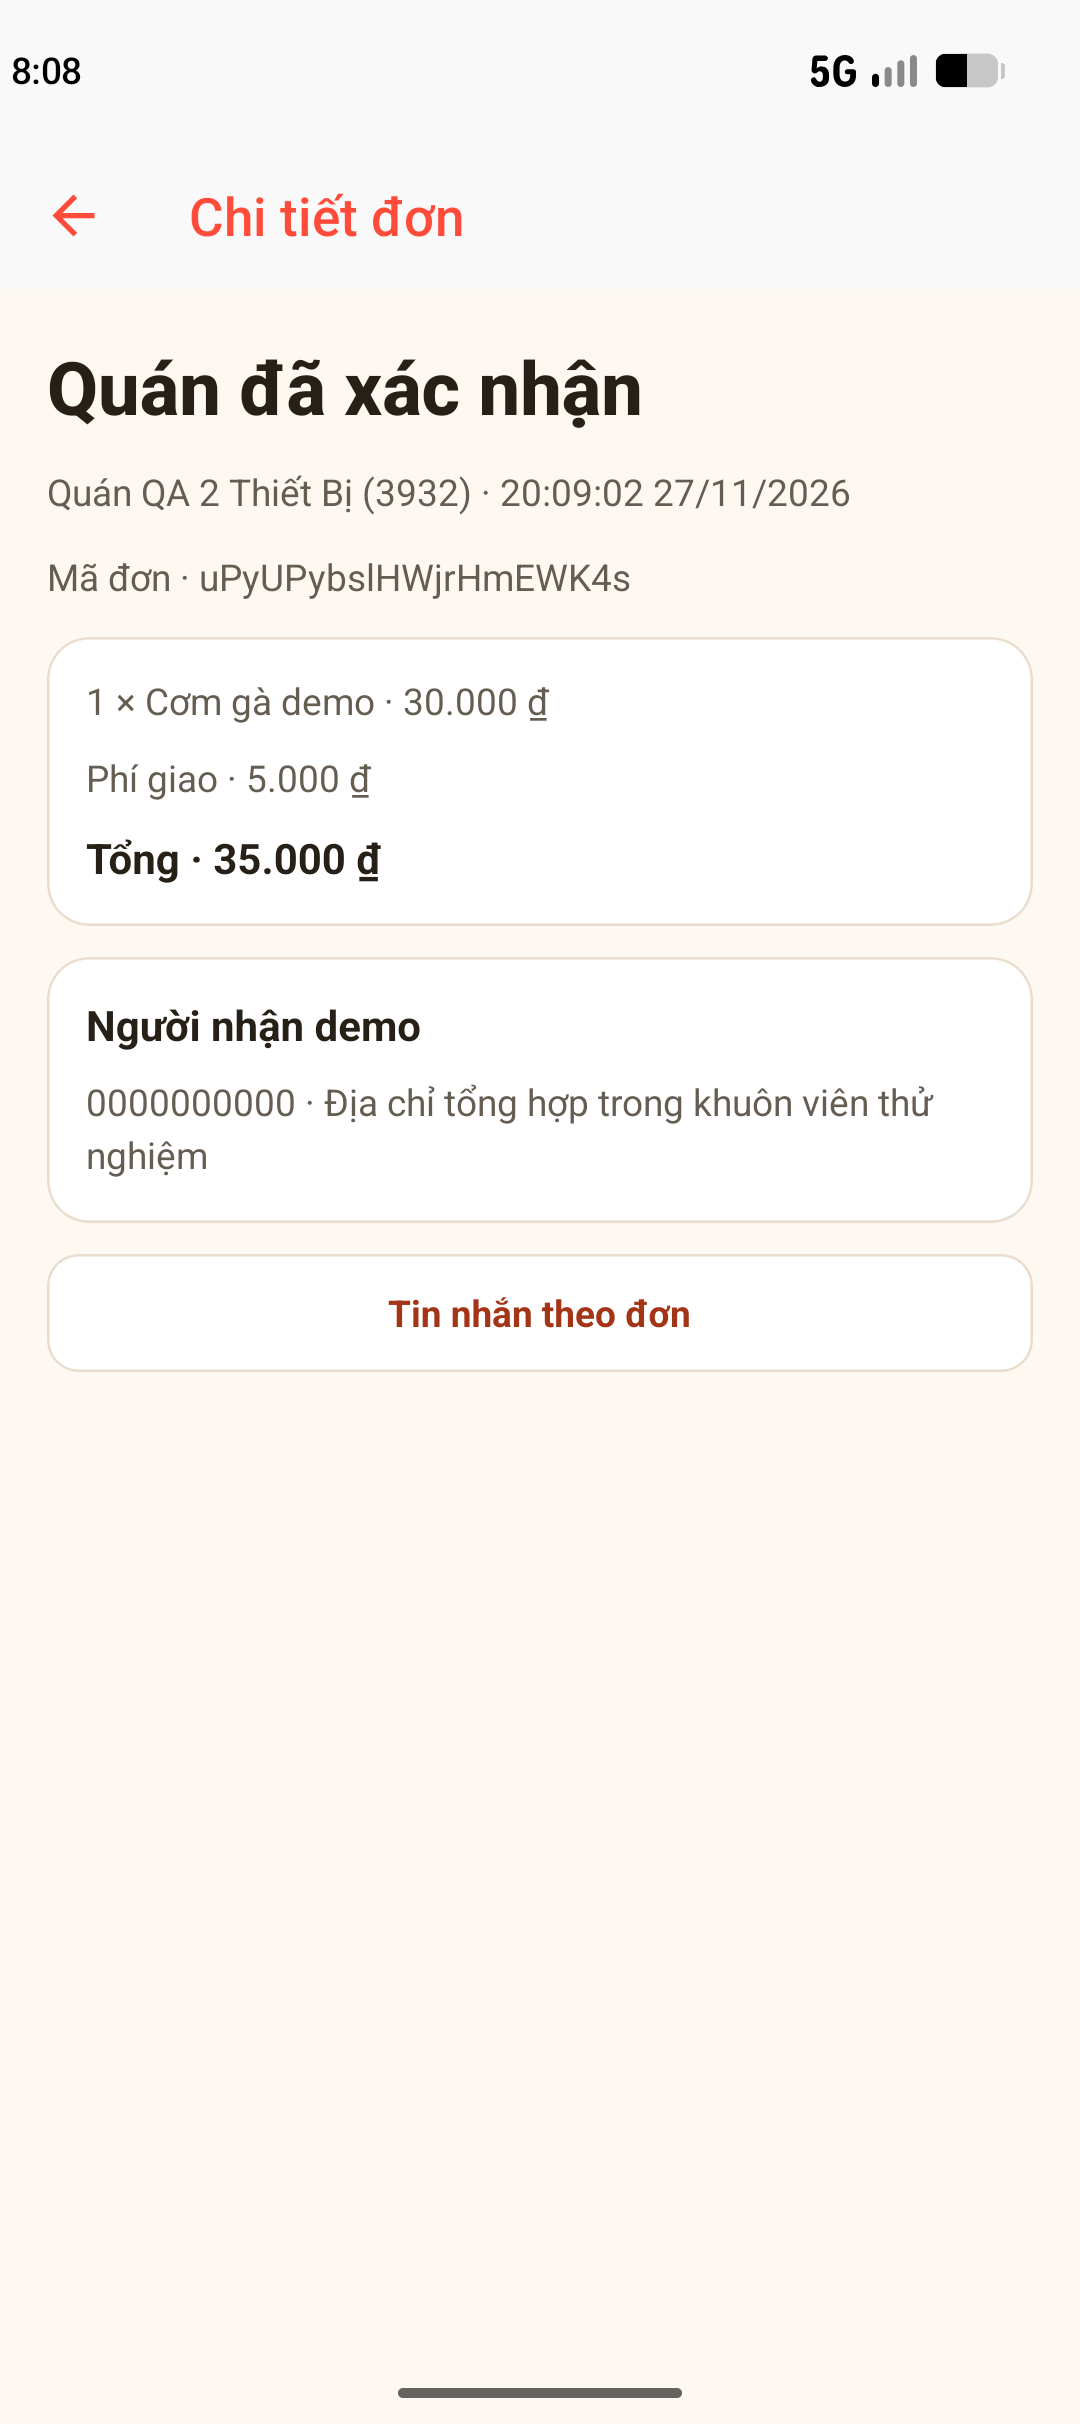 8:08
5G
Chi tiết đơn
Quán đã xác nhận
Quán QA 2 Thiết Bị (3932) · 20:09:02 27/11/2026
Mã đơn · uPyUPybslHWjrHmEWK4s
1 × Cơm gà demo · 30.000 ₫
Phí giao · 5.000 ₫
Tổng · 35.000 ₫
Người nhận demo
0000000000 · Địa chỉ tổng hợp trong khuôn viên thử
nghiệm
Tin nhắn theo đơn